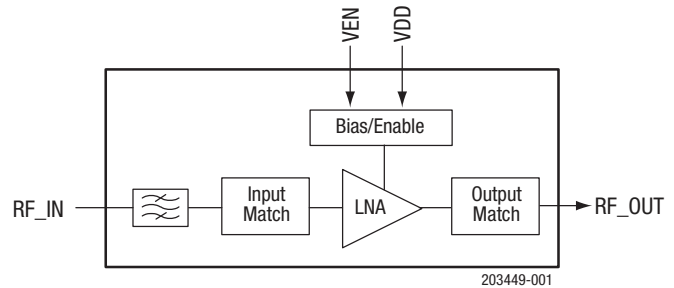 VEN
VDD
Bias/Enable
RF_IN
Input
Match
LNA
Output
Match
RF_OUT
203449-001